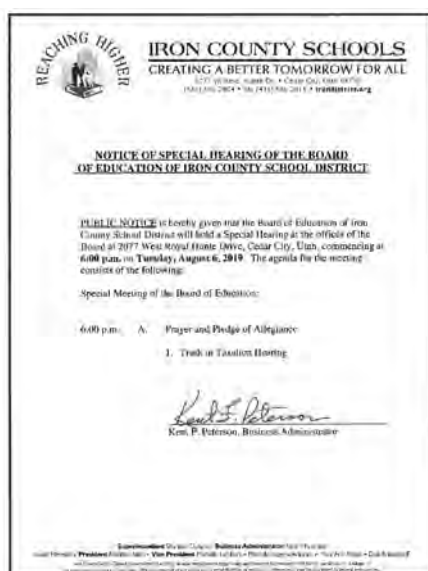 REACHING HIGHER
IRON COUNTY SCHOOLS
CREATING A BETTER TOMORROW FOR ALL
NOTICE OF SPECIAL HEARING OF THE BOARD
OF EDUCATION OF IRON COUNTY SCHOOL DISTRICT
PUBLIC NOTICE is hereby given that the Board of Education of Iron
County School District will hold a Special Hearing at the offices of the
Board at 2077 West Royal Hunte Drive, Cedar City, Utah, commencing at
6:00 p.m. on Tuesday, August 6, 2019. The agenda for the meeting
consists of the following:
Special Meeting of the Board of Education:
6:00 p.m. A. Prayer and Pledge of Allegiance
1. Truth in Taxation Hearing
Kent P. Peterson
Kent P. Peterson, Business Administrator